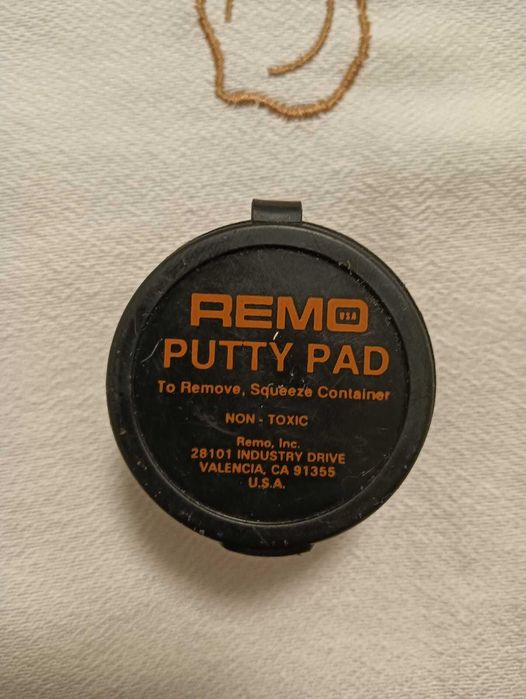 REMO USA
PUTTY PAD
To Remove, Squeeze Container
NON - TOXIC
Remo, Inc.
28101 INDUSTRY DRIVE
VALENCIA, CA 91355
U.S.A.